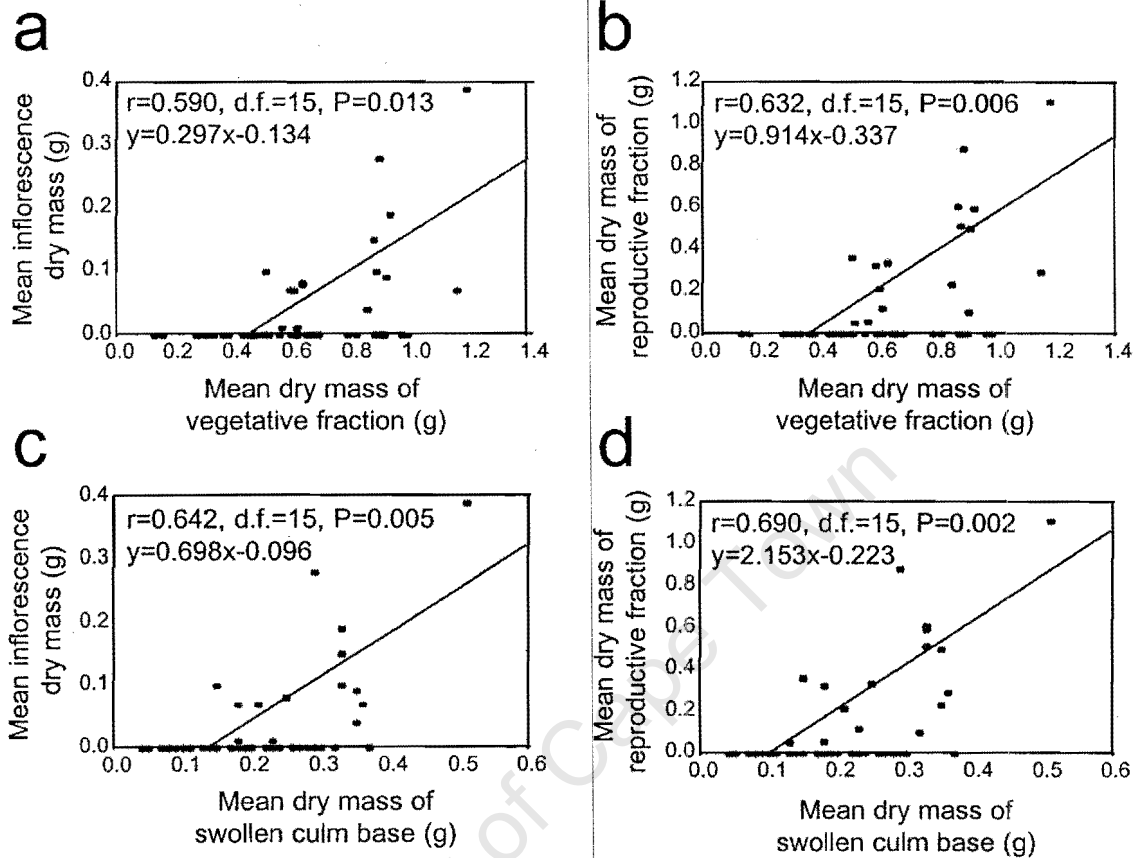 a
0.4
0.3
0.2
0.1
0.0
Mean inflorescence
dry mass (g)
r=0.590, d.f.=15, P=0.013
y=0.297x-0.134
0.0 0.2 0.4 0.6 0.8 1.0 1.2 1.4
Mean dry mass of
vegetative fraction (g)
b
1.2
1.0
0.8
0.6
0.4
0.2
0.0
Mean dry mass of
reproductive fraction (g)
r=0.632, d.f.=15, P=0.006
y=0.914x-0.337
0.0 0.2 0.4 0.6 0.8 1.0 1.2 1.4
Mean dry mass of
vegetative fraction (g)
c
0.4
0.3
0.2
0.1
0.0
Mean inflorescence
dry mass (g)
r=0.642, d.f.=15, P=0.005
y=0.698x-0.096
0.0 0.1 0.2 0.3 0.4 0.5 0.6
Mean dry mass of
swollen culm base (g)
d
1.2
1.0
0.8
0.6
0.4
0.2
0.0
Mean dry mass of
reproductive fraction (g)
r=0.690, d.f.=15, P=0.002
y=2.153x-0.223
0.0 0.1 0.2 0.3 0.4 0.5 0.6
Mean dry mass of
swollen culm base (g)
of Cape Town